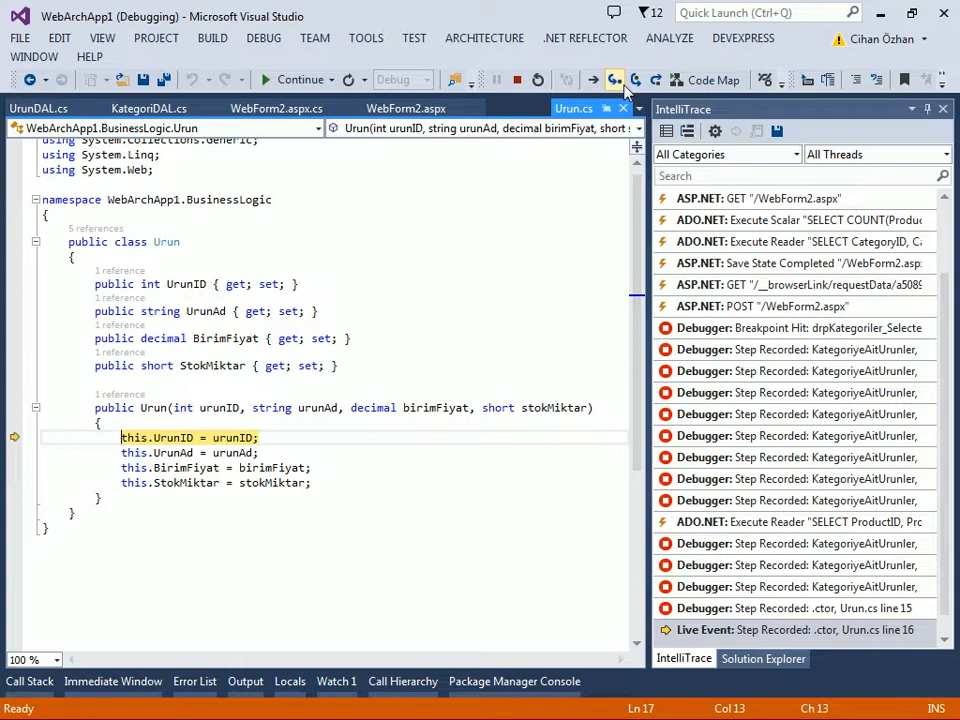 WebArchApp1 (Debugging) - Microsoft Visual Studio
12
Quick Launch (Ctrl+Q)
FILE EDIT VIEW PROJECT BUILD DEBUG TEAM TOOLS TEST ARCHITECTURE .NET REFLECTOR ANALYZE DEVEXPRESS
Cihan Özhan
WINDOW HELP
Continue Debug Code Map
UrunDAL.cs KategoriDAL.cs WebForm2.aspx.cs WebForm2.aspx Urun.cs
WebArchApp1.BusinessLogic.Urun
Urun(int urunID, string urunAd, decimal birimFiyat, short s
using System.Collections.Generic;
using System.Linq;
using System.Web;
namespace WebArchApp1.BusinessLogic
{
5 references
public class Urun
{
1 reference
public int UrunID { get; set; }
1 reference
public string UrunAd { get; set; }
1 reference
public decimal BirimFiyat { get; set; }
1 reference
public short StokMiktar { get; set; }
1 reference
public Urun(int urunID, string urunAd, decimal birimFiyat, short stokMiktar)
{
this.UrunID = urunID;
this.UrunAd = urunAd;
this.BirimFiyat = birimFiyat;
this.StokMiktar = stokMiktar;
}
}
}
100 %
IntelliTrace
All Categories All Threads
Search
ASP.NET: GET "/WebForm2.aspx"
ADO.NET: Execute Scalar "SELECT COUNT(Produc
ADO.NET: Execute Reader "SELECT CategoryID, Ca
ASP.NET: Save State Completed "/WebForm2.asp
ASP.NET: GET "/__browserLink/requestData/a5089
ASP.NET: POST "/WebForm2.aspx"
Debugger: Breakpoint Hit: drpKategoriler_Selecte
Debugger: Step Recorded: KategoriyeAitUrunler,
Debugger: Step Recorded: KategoriyeAitUrunler,
Debugger: Step Recorded: KategoriyeAitUrunler,
Debugger: Step Recorded: KategoriyeAitUrunler,
Debugger: Step Recorded: KategoriyeAitUrunler,
Debugger: Step Recorded: KategoriyeAitUrunler,
Debugger: Step Recorded: KategoriyeAitUrunler,
Debugger: Step Recorded: KategoriyeAitUrunler,
ADO.NET: Execute Reader "SELECT ProductID, Pro
Debugger: Step Recorded: KategoriyeAitUrunler,
Debugger: Step Recorded: KategoriyeAitUrunler,
Debugger: Step Recorded: KategoriyeAitUrunler,
Debugger: Step Recorded: .ctor, Urun.cs line 15
Live Event: Step Recorded: .ctor, Urun.cs line 16
IntelliTrace Solution Explorer
Call Stack Immediate Window Error List Output Locals Watch 1 Call Hierarchy Package Manager Console
Ready Ln 17 Col 13 Ch 13 INS